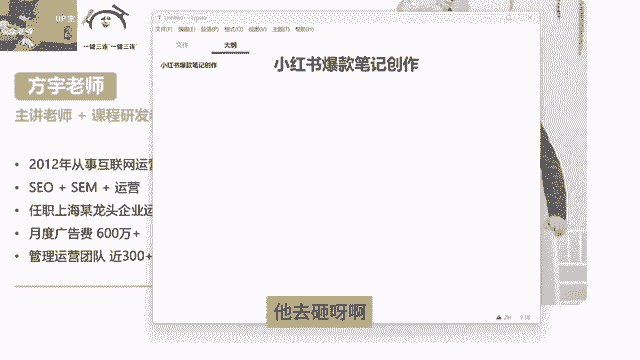 UP主
一键三连 一键三连
Untitled - Typora
文件(F) 编辑(E) 段落(P) 格式(O) 视图(V) 主题(T) 帮助(H)
文件
大纲
小红书爆款笔记创作
小红书爆款笔记创作
方宇老师
主讲老师 + 课程研发
• 2012年从事互联网运营
• SEO + SEM + 运营
• 任职上海某龙头企业运
• 月度广告费 600万+
• 管理运营团队 近300+
他去砸呀啊